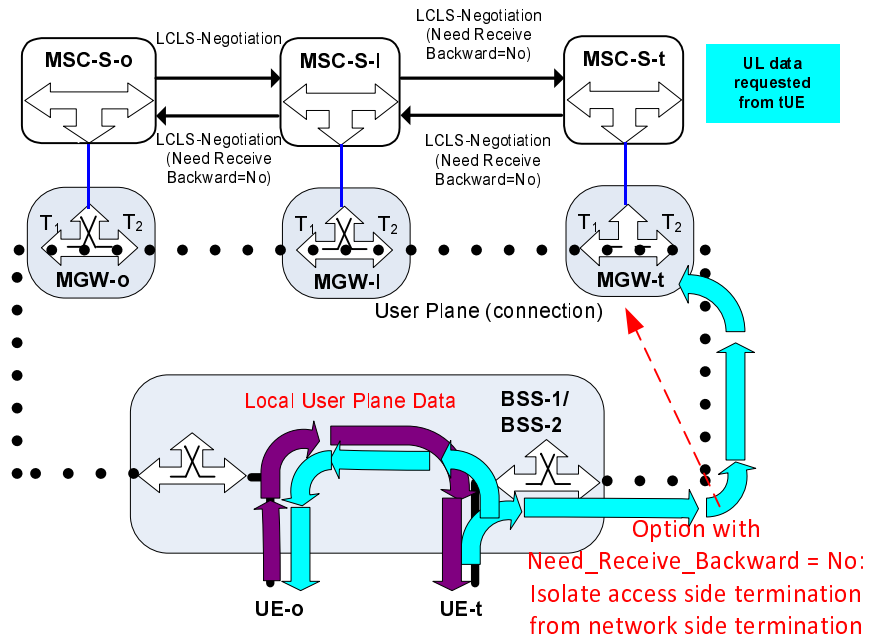 LCLS-Negotiation
LCLS-Negotiation
(Need Receive
Backward=No)
MSC-S-o
MSC-S-I
MSC-S-t
UL data
requested
from tUE
LCLS-Negotiation
(Need Receive
Backward=No)
LCLS-Negotiation
(Need Receive
Backward=No)
T1 T2
T1 T2
T1 T2
MGW-o
MGW-I
MGW-t
User Plane (connection)
Local User Plane Data
BSS-1/
BSS-2
Option with
Need_Receive_Backward = No:
Isolate access side termination
from network side termination
UE-o
UE-t